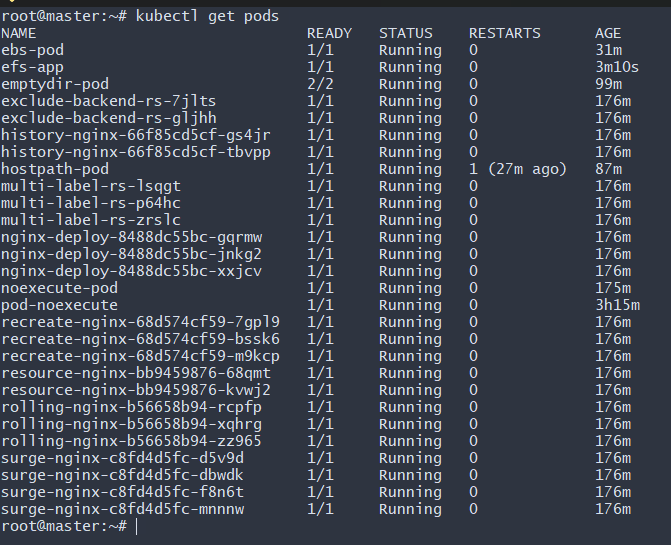 root@master:~# kubectl get pods
NAME READY STATUS RESTARTS AGE
ebs-pod 1/1 Running 0 31m
efs-app 1/1 Running 0 3m10s
emptydir-pod 2/2 Running 0 99m
exclude-backend-rs-7jlts 1/1 Running 0 176m
exclude-backend-rs-gljhh 1/1 Running 0 176m
history-nginx-66f85cd5cf-gs4jr 1/1 Running 0 176m
history-nginx-66f85cd5cf-tbvpp 1/1 Running 0 176m
hostpath-pod 1/1 Running 1 (27m ago) 87m
multi-label-rs-lsqgt 1/1 Running 0 176m
multi-label-rs-p64hc 1/1 Running 0 176m
multi-label-rs-zrslc 1/1 Running 0 176m
nginx-deploy-8488dc55bc-gqrmw 1/1 Running 0 176m
nginx-deploy-8488dc55bc-jnkg2 1/1 Running 0 176m
nginx-deploy-8488dc55bc-xxjcv 1/1 Running 0 176m
noexecute-pod 1/1 Running 0 175m
pod-noexecute 1/1 Running 0 3h15m
recreate-nginx-68d574cf59-7gpl9 1/1 Running 0 176m
recreate-nginx-68d574cf59-bssk6 1/1 Running 0 176m
recreate-nginx-68d574cf59-m9kcp 1/1 Running 0 176m
resource-nginx-bb9459876-68qmt 1/1 Running 0 176m
resource-nginx-bb9459876-kvwj2 1/1 Running 0 176m
rolling-nginx-b56658b94-rcpfp 1/1 Running 0 176m
rolling-nginx-b56658b94-xqhrg 1/1 Running 0 176m
rolling-nginx-b56658b94-zz965 1/1 Running 0 176m
surge-nginx-c8fd4d5fc-d5v9d 1/1 Running 0 176m
surge-nginx-c8fd4d5fc-dbwdk 1/1 Running 0 176m
surge-nginx-c8fd4d5fc-f8n6t 1/1 Running 0 176m
surge-nginx-c8fd4d5fc-mnnnw 1/1 Running 0 176m
root@master:~#